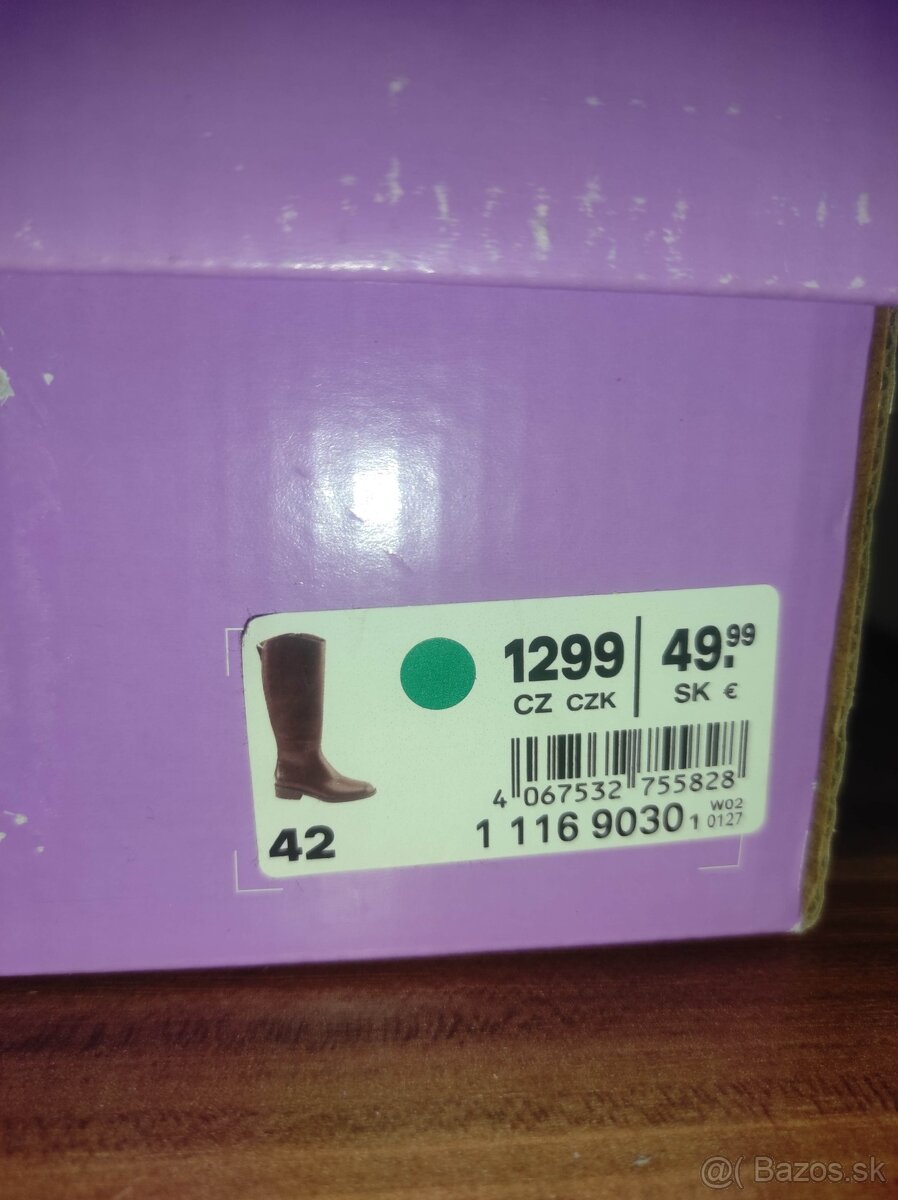 1299 49.99
CZ CZK SK €
4 067532 755828
1 116 9030 1 W02 0127
42
@( Bazos.sk